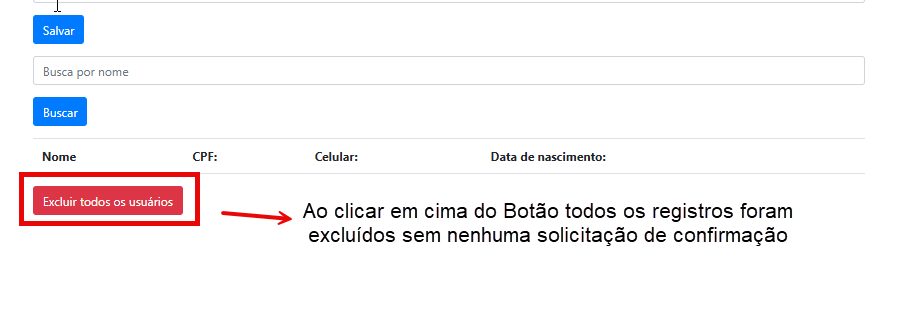 Salvar
Busca por nome
Buscar
Nome CPF: Celular: Data de nascimento:
Excluir todos os usuários
Ao clicar em cima do Botão todos os registros foram
excluídos sem nenhuma solicitação de confirmação